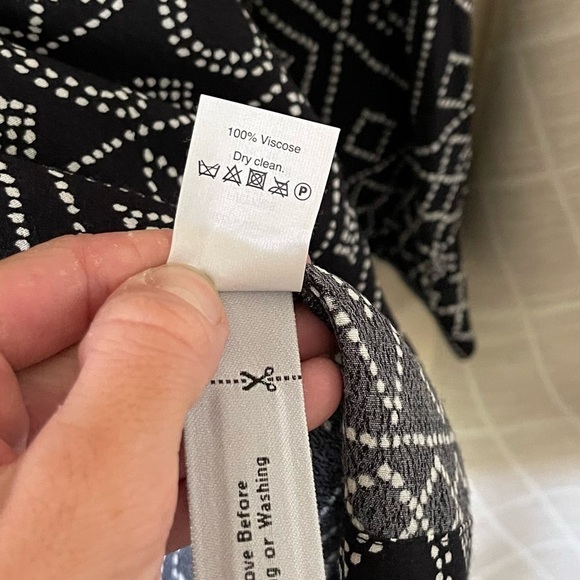 100% Viscose
Dry clean.
P
ove Before
g or Washing